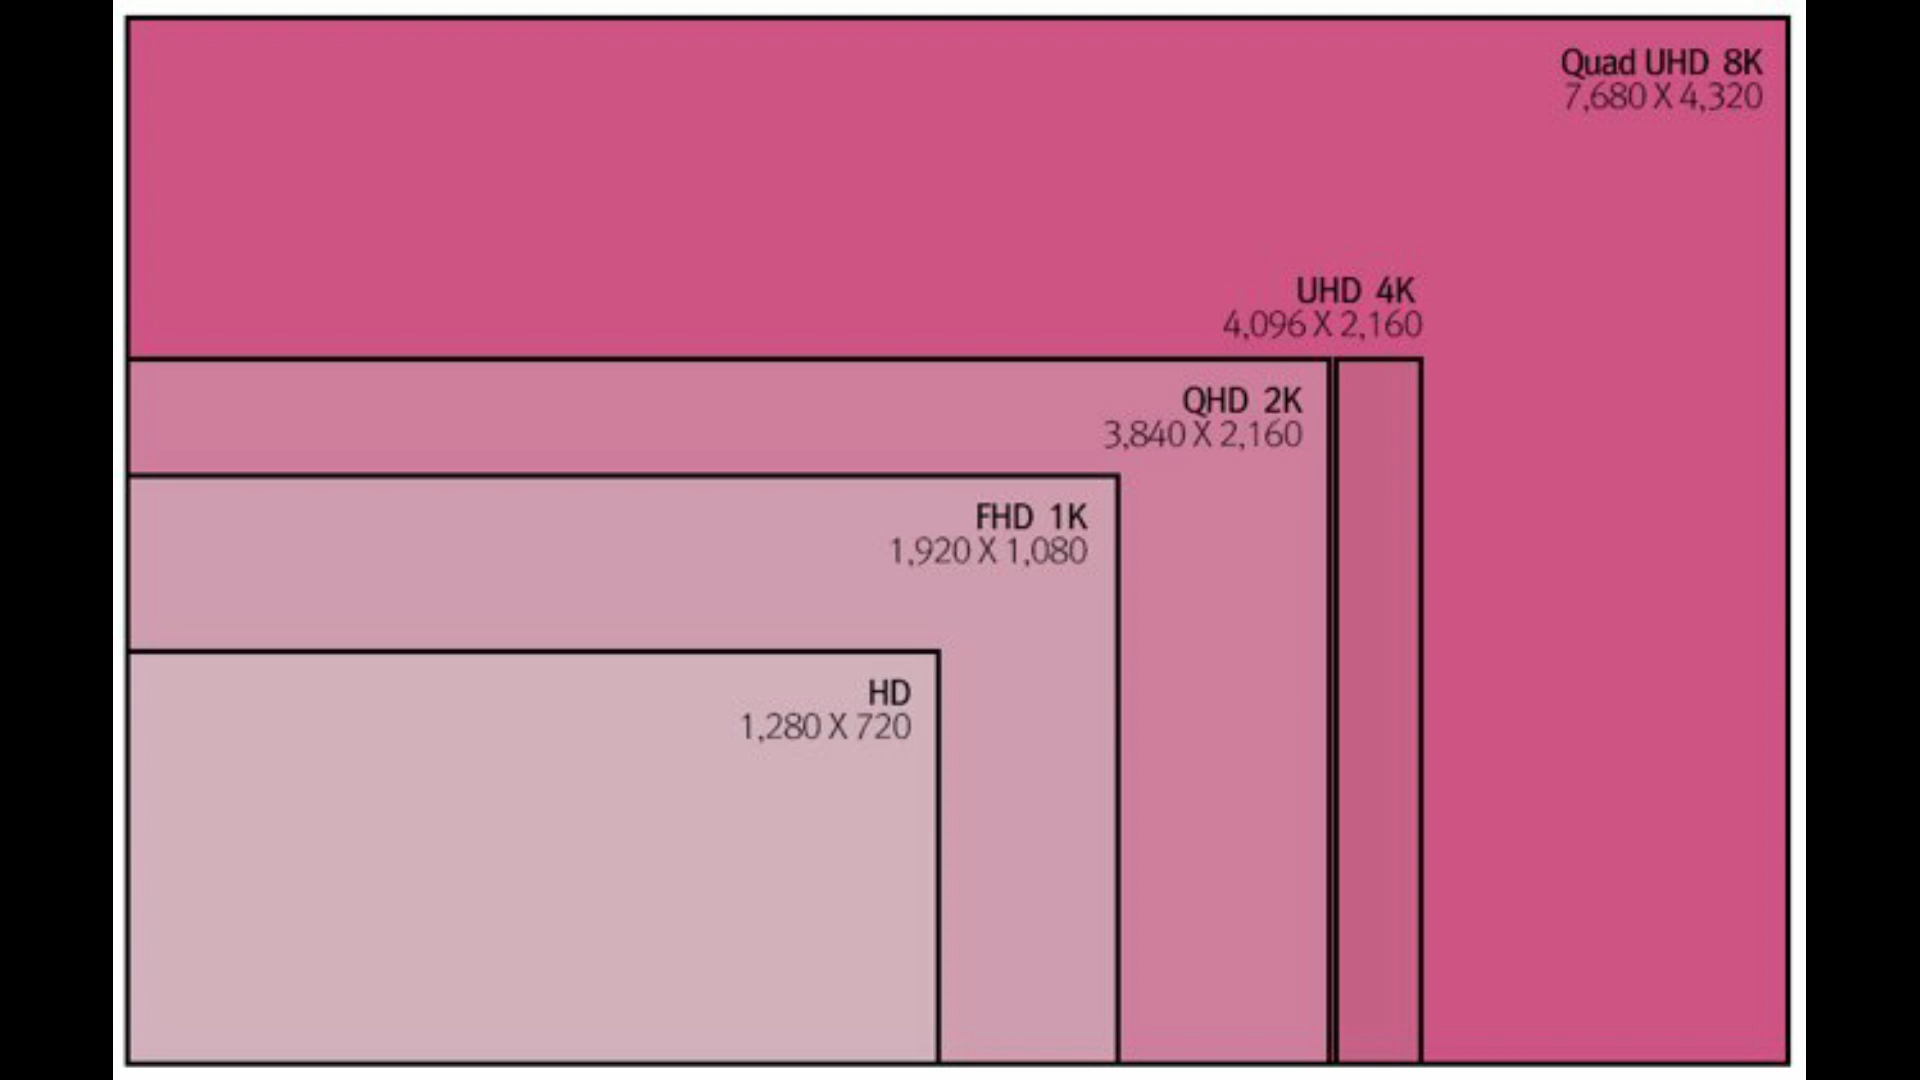 Quad UHD 8K
7,680 X 4,320
UHD 4K
4,096 X 2,160
QHD 2K
3,840 X 2,160
FHD 1K
1,920 X 1,080
HD
1,280 X 720